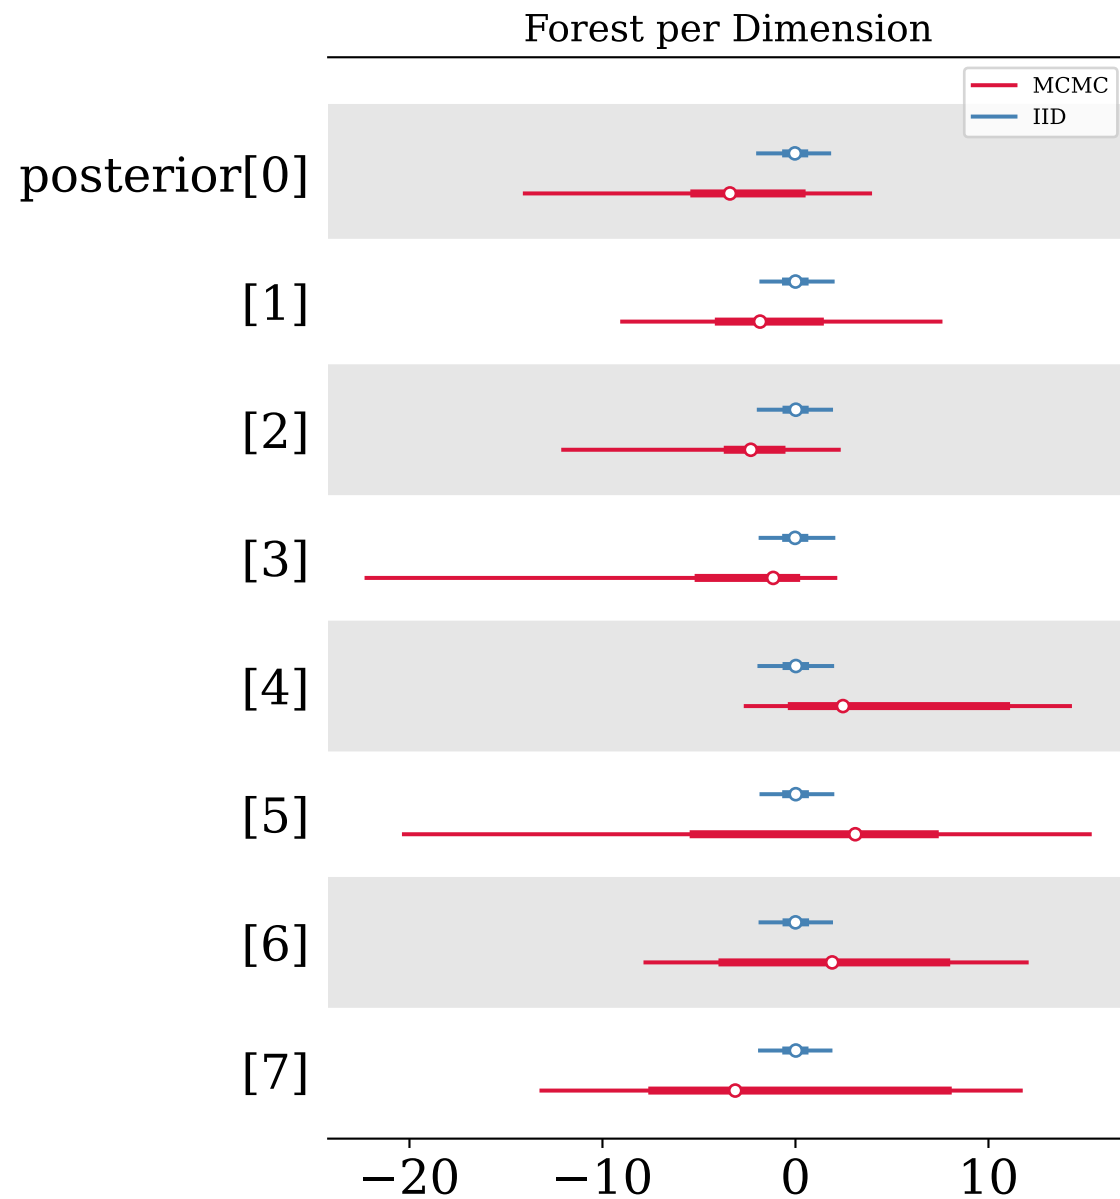 Forest per Dimension
MCMC
IID
posterior[0]
[1]
[2]
[3]
[4]
[5]
[6]
[7]
−20 −10 0 10